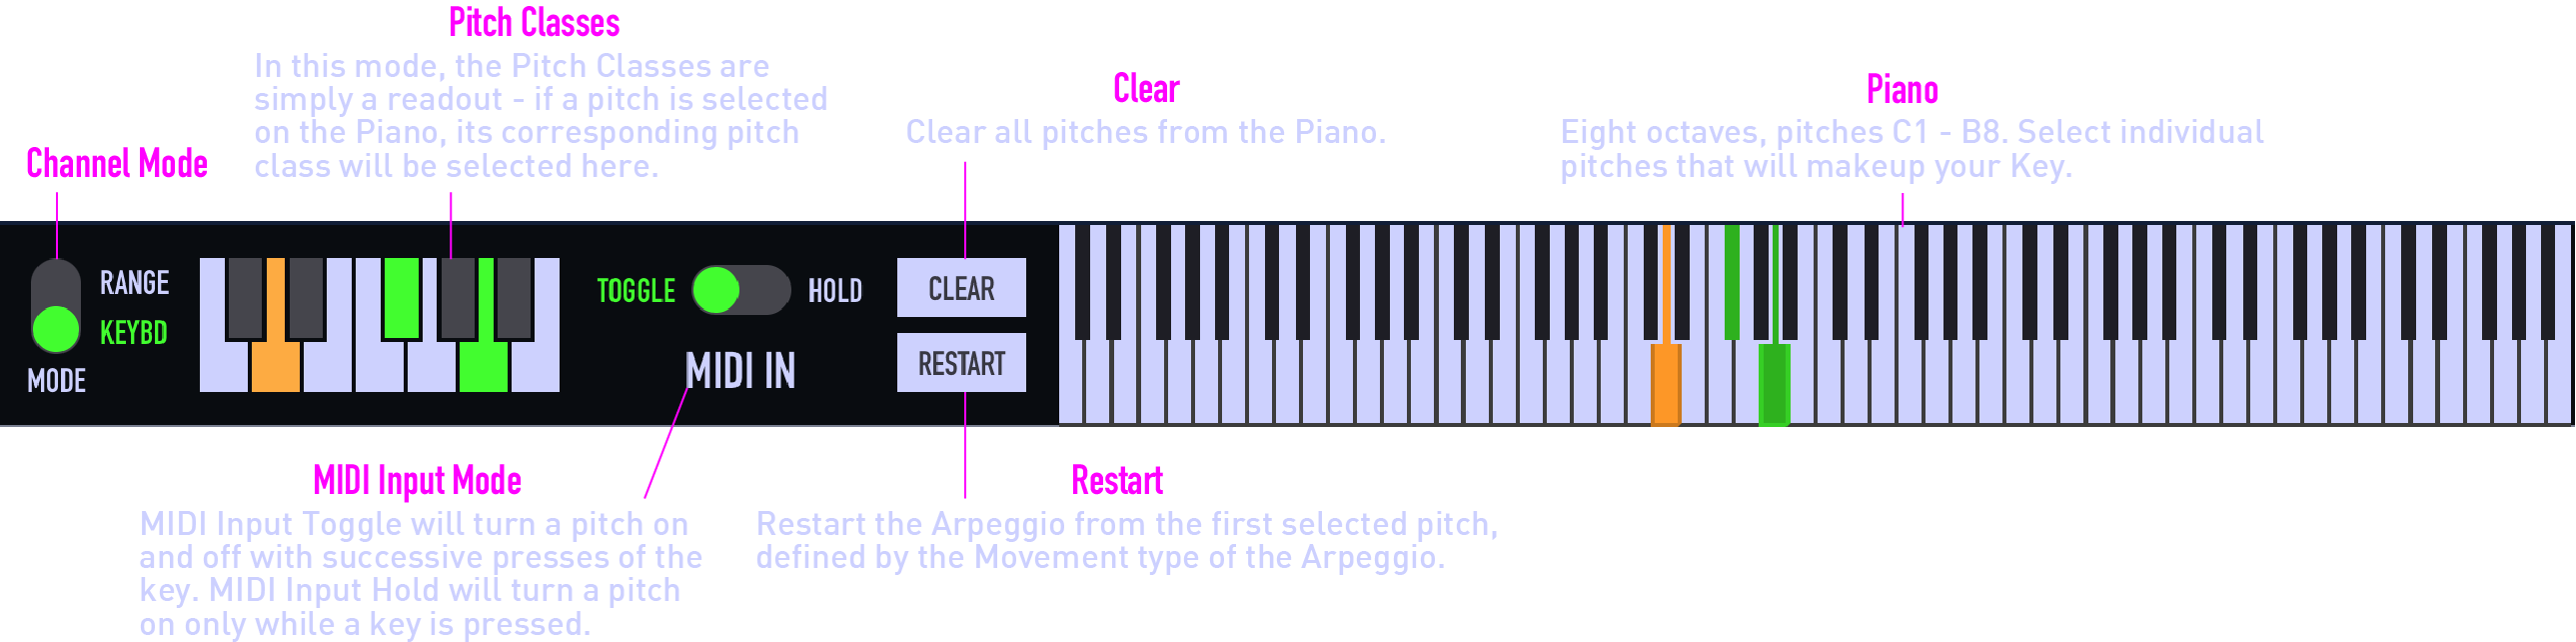 Pitch Classes
In this mode, the Pitch Classes are
simply a readout - if a pitch is selected
on the Piano, its corresponding pitch
class will be selected here.
Clear
Clear all pitches from the Piano.
Piano
Eight octaves, pitches C1 - B8. Select individual
pitches that will makeup your Key.
Channel Mode
RANGE
KEYBD
MODE
TOGGLE
HOLD
MIDI IN
CLEAR
RESTART
MIDI Input Mode
MIDI Input Toggle will turn a pitch on
and off with successive presses of the
key. MIDI Input Hold will turn a pitch
on only while a key is pressed.
Restart
Restart the Arpeggio from the first selected pitch,
defined by the Movement type of the Arpeggio.